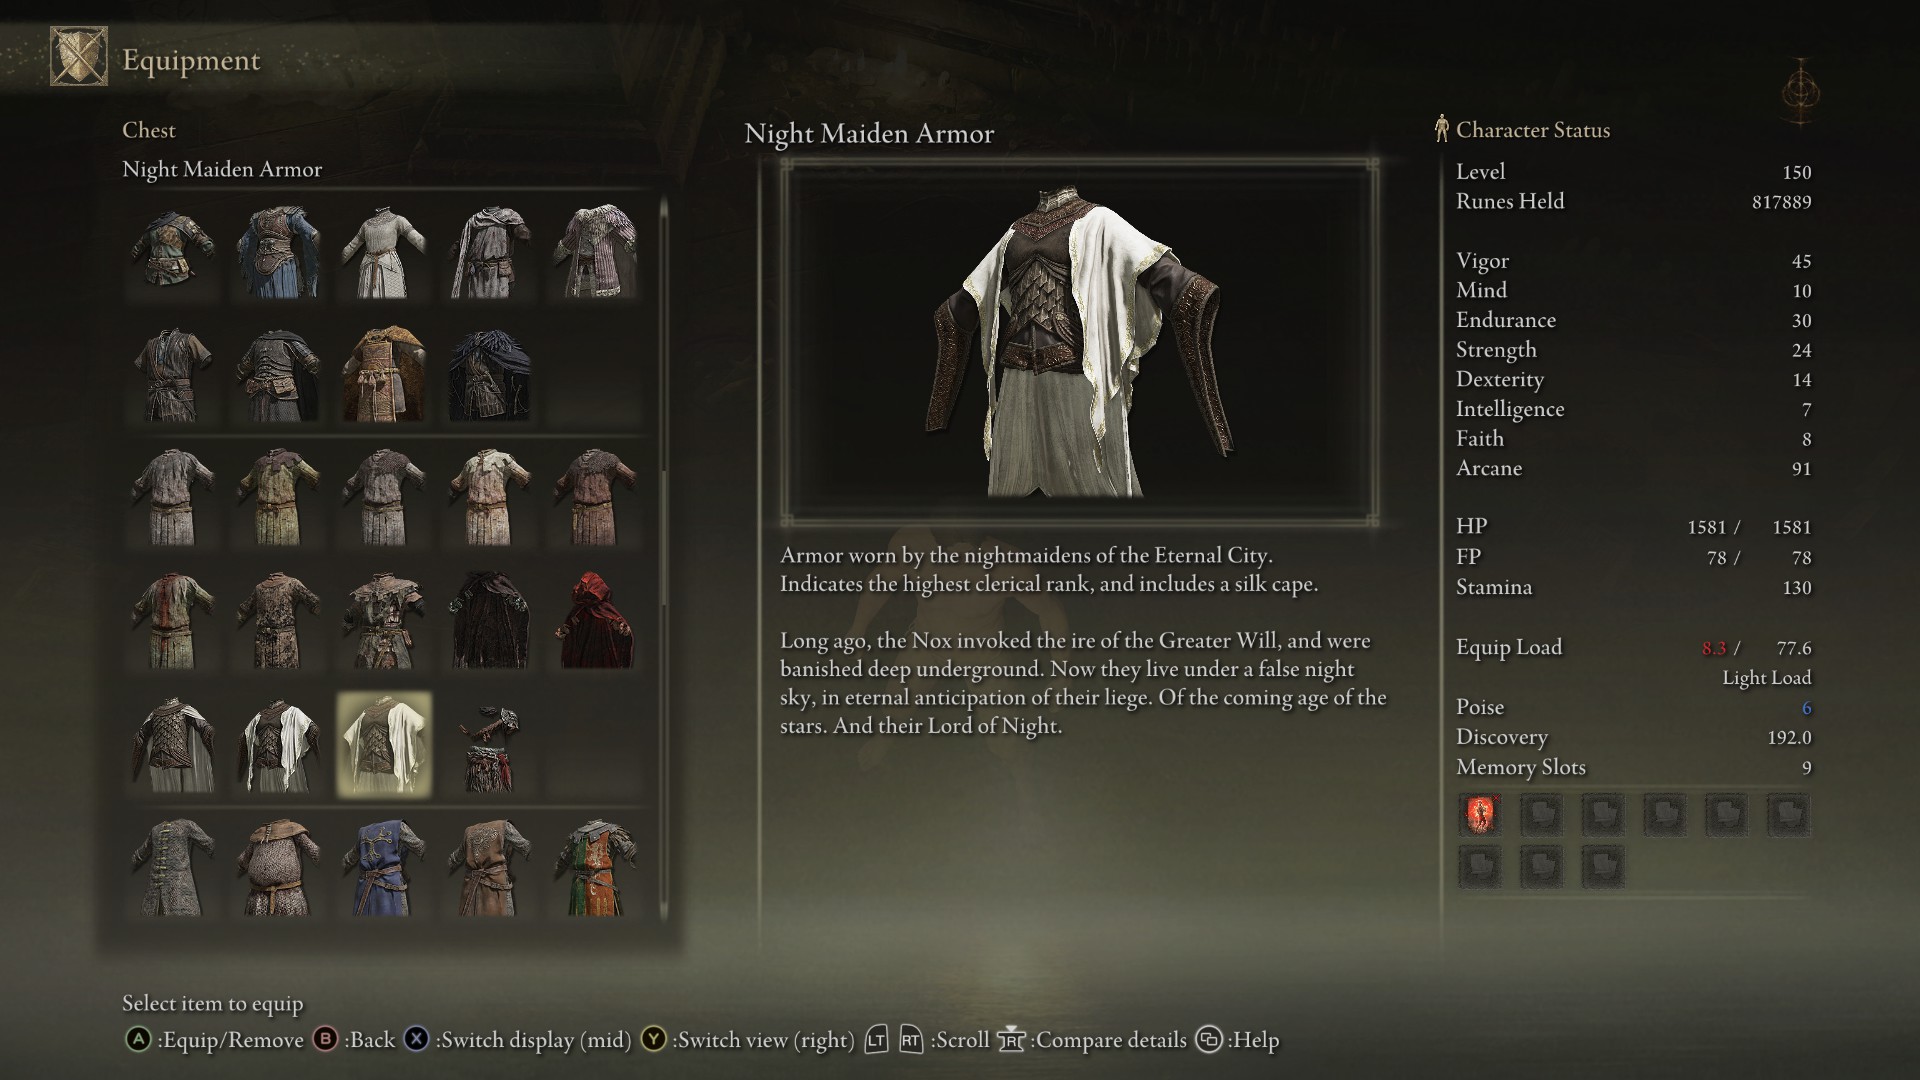 Equipment
Chest
Night Maiden Armor
Night Maiden Armor
Armor worn by the nightmaidens of the Eternal City.
Indicates the highest clerical rank, and includes a silk cape.
Long ago, the Nox invoked the ire of the Greater Will, and were
banished deep underground. Now they live under a false night
sky, in eternal anticipation of their liege. Of the coming age of the
stars. And their Lord of Night.
Character Status
Level 150
Runes Held 817889
Vigor 45
Mind 10
Endurance 30
Strength 24
Dexterity 14
Intelligence 7
Faith 8
Arcane 91
HP 1581 / 1581
FP 78 / 78
Stamina 130
Equip Load 8.3 / 77.6
Light Load
Poise 6
Discovery 192.0
Memory Slots 9
Select item to equip
A :Equip/Remove B :Back X :Switch display (mid) Y :Switch view (right) LT RT :Scroll R :Compare details :Help